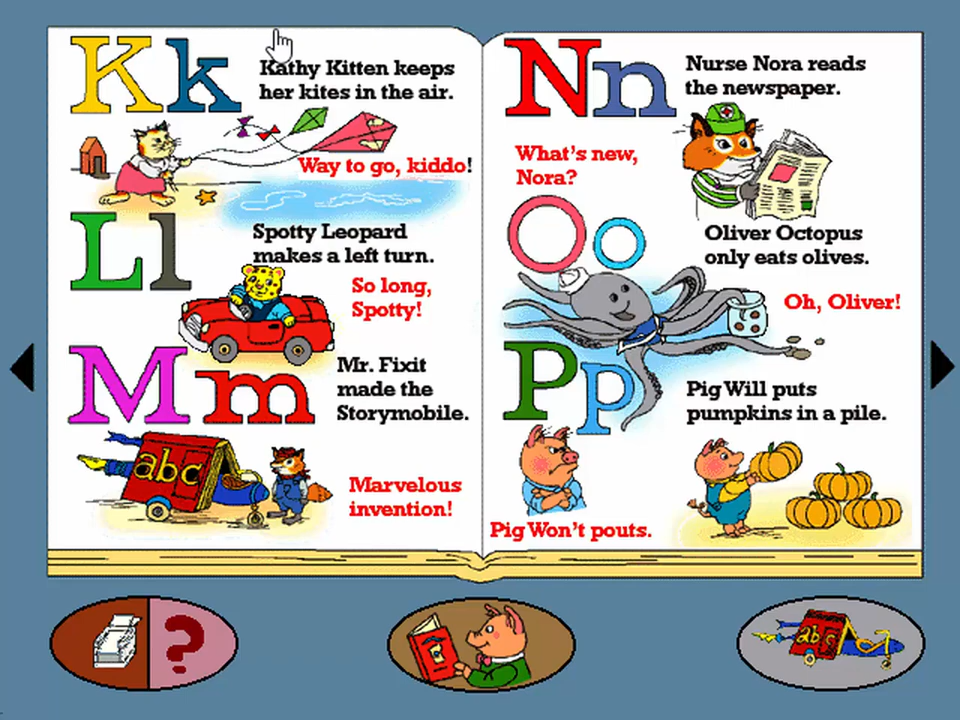 Kk
Kathy Kitten keeps
her kites in the air.
Way to go, kiddo!
Ll
Spotty Leopard
makes a left turn.
So long,
Spotty!
Mm
Mr. Fixit
made the
Storymobile.
abc
Marvelous
invention!
Nn
Nurse Nora reads
the newspaper.
What's new,
Nora?
Oo
Oliver Octopus
only eats olives.
Oh, Oliver!
Pp
Pig Will puts
pumpkins in a pile.
Pig Won't pouts.
?
abc